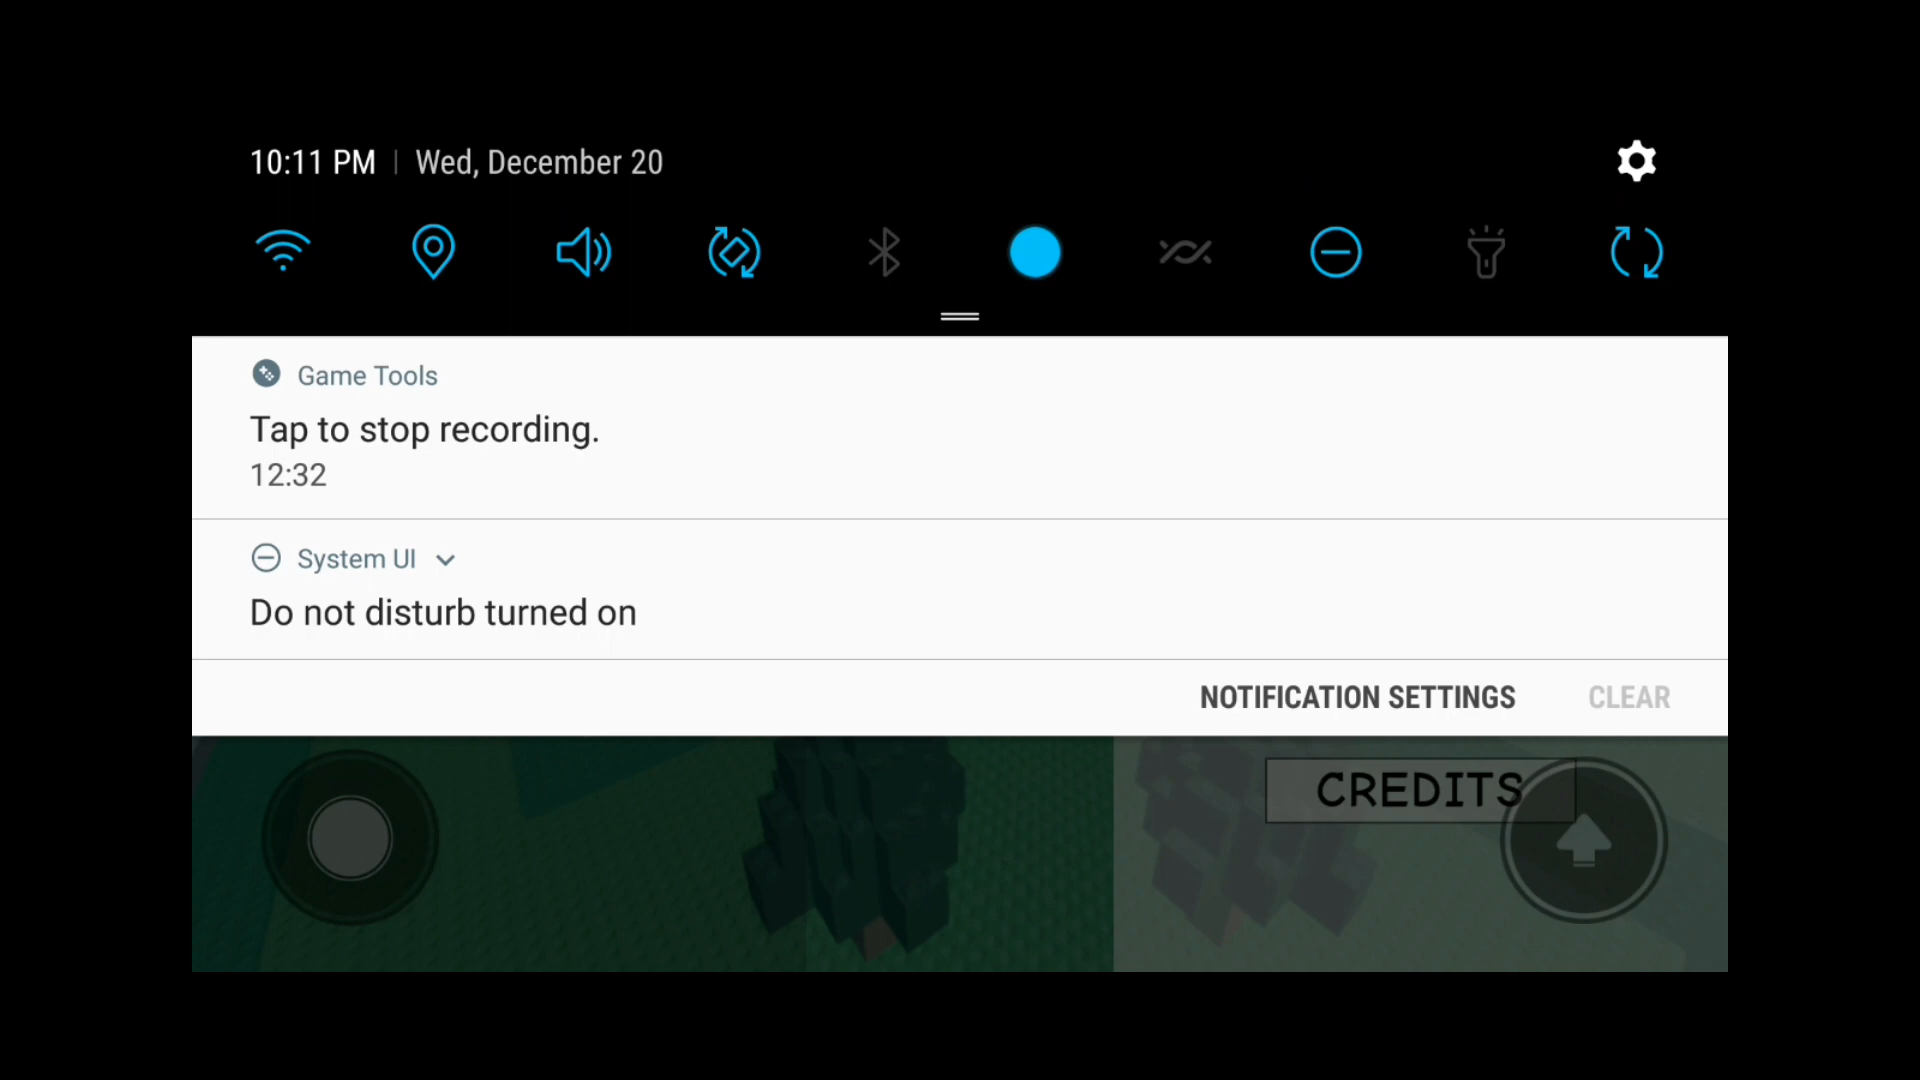 10:11 PM | Wed, December 20
Game Tools
Tap to stop recording.
12:32
System UI
Do not disturb turned on
NOTIFICATION SETTINGS CLEAR
CREDITS